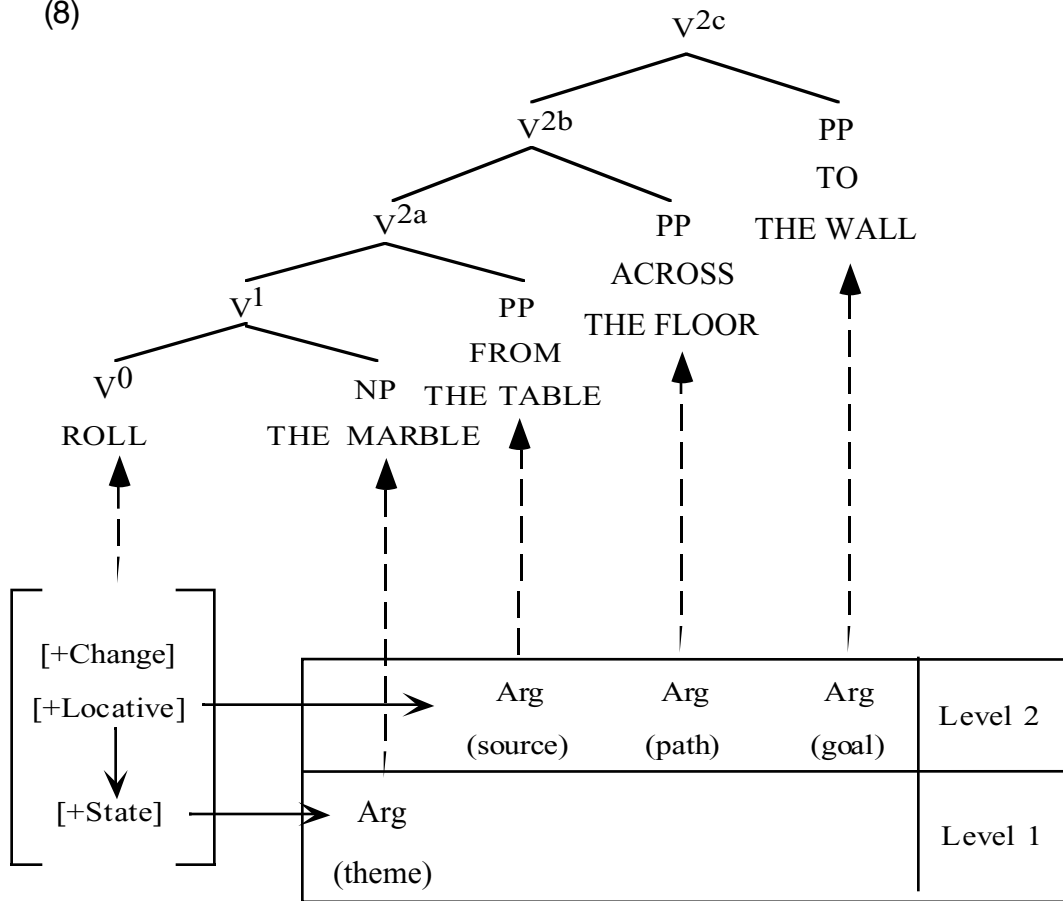 (8)
V2c
V2b PP
TO
V2a PP THE WALL
ACROSS
V1 PP THE FLOOR
FROM
V0 NP THE TABLE
ROLL THE MARBLE
[+Change]
[+Locative] Arg Arg Arg Level 2
(source) (path) (goal)
[+State] Arg Level 1
(theme)